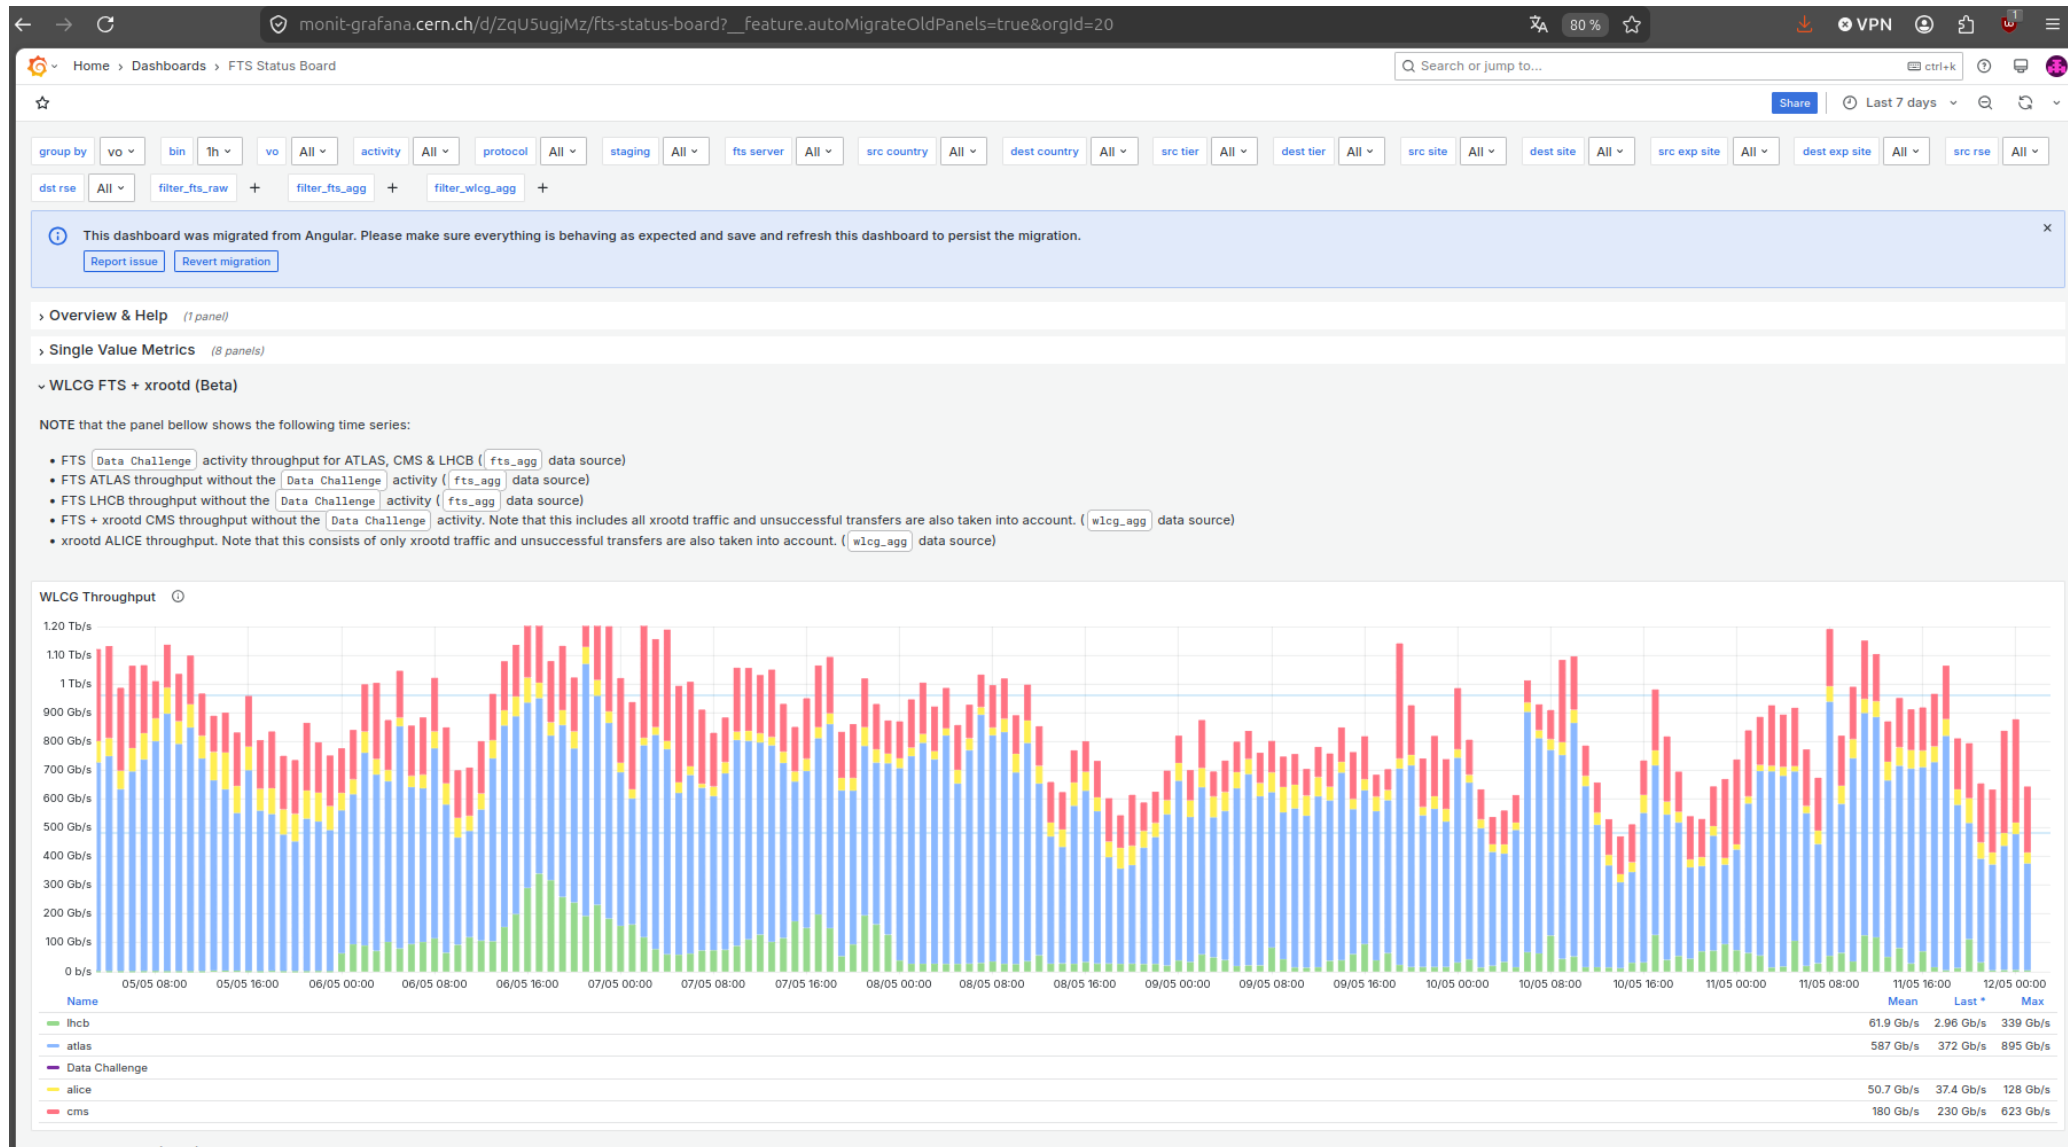 monit-grafana.cern.ch/d/ZqU5ugjMz/fts-status-board?__feature.autoMigrateOldPanels=true&orgId=20 80 % VPN 1
Home › Dashboards › FTS Status Board Search or jump to... ctrl+k
Share Last 7 days
group by vo bin 1h vo All activity All protocol All staging All fts server All src country All dest country All src tier All dest tier All src site All dest site All src exp site All dest exp site All src rse All
dst rse All filter_fts_raw + filter_fts_agg + filter_wlcg_agg +
This dashboard was migrated from Angular. Please make sure everything is behaving as expected and save and refresh this dashboard to persist the migration.
Report issue Revert migration
Overview & Help (1 panel)
Single Value Metrics (8 panels)
WLCG FTS + xrootd (Beta)
NOTE that the panel bellow shows the following time series:
• FTS Data Challenge activity throughput for ATLAS, CMS & LHCB ( fts_agg data source)
• FTS ATLAS throughput without the Data Challenge activity ( fts_agg data source)
• FTS LHCB throughput without the Data Challenge activity ( fts_agg data source)
• FTS + xrootd CMS throughput without the Data Challenge activity. Note that this includes all xrootd traffic and unsuccessful transfers are also taken into account. ( wlcg_agg data source)
• xrootd ALICE throughput. Note that this consists of only xrootd traffic and unsuccessful transfers are also taken into account. ( wlcg_agg data source)
WLCG Throughput
1.20 Tb/s
1.10 Tb/s
1 Tb/s
900 Gb/s
800 Gb/s
700 Gb/s
600 Gb/s
500 Gb/s
400 Gb/s
300 Gb/s
200 Gb/s
100 Gb/s
0 b/s
05/05 08:00 05/05 16:00 06/05 00:00 06/05 08:00 06/05 16:00 07/05 00:00 07/05 08:00 07/05 16:00 08/05 00:00 08/05 08:00 08/05 16:00 09/05 00:00 09/05 08:00 09/05 16:00 10/05 00:00 10/05 08:00 10/05 16:00 11/05 00:00 11/05 08:00 11/05 16:00 12/05 00:00
Name Mean Last * Max
lhcb 61.9 Gb/s 2.96 Gb/s 339 Gb/s
atlas 587 Gb/s 372 Gb/s 895 Gb/s
Data Challenge
alice 50.7 Gb/s 37.4 Gb/s 128 Gb/s
cms 180 Gb/s 230 Gb/s 623 Gb/s